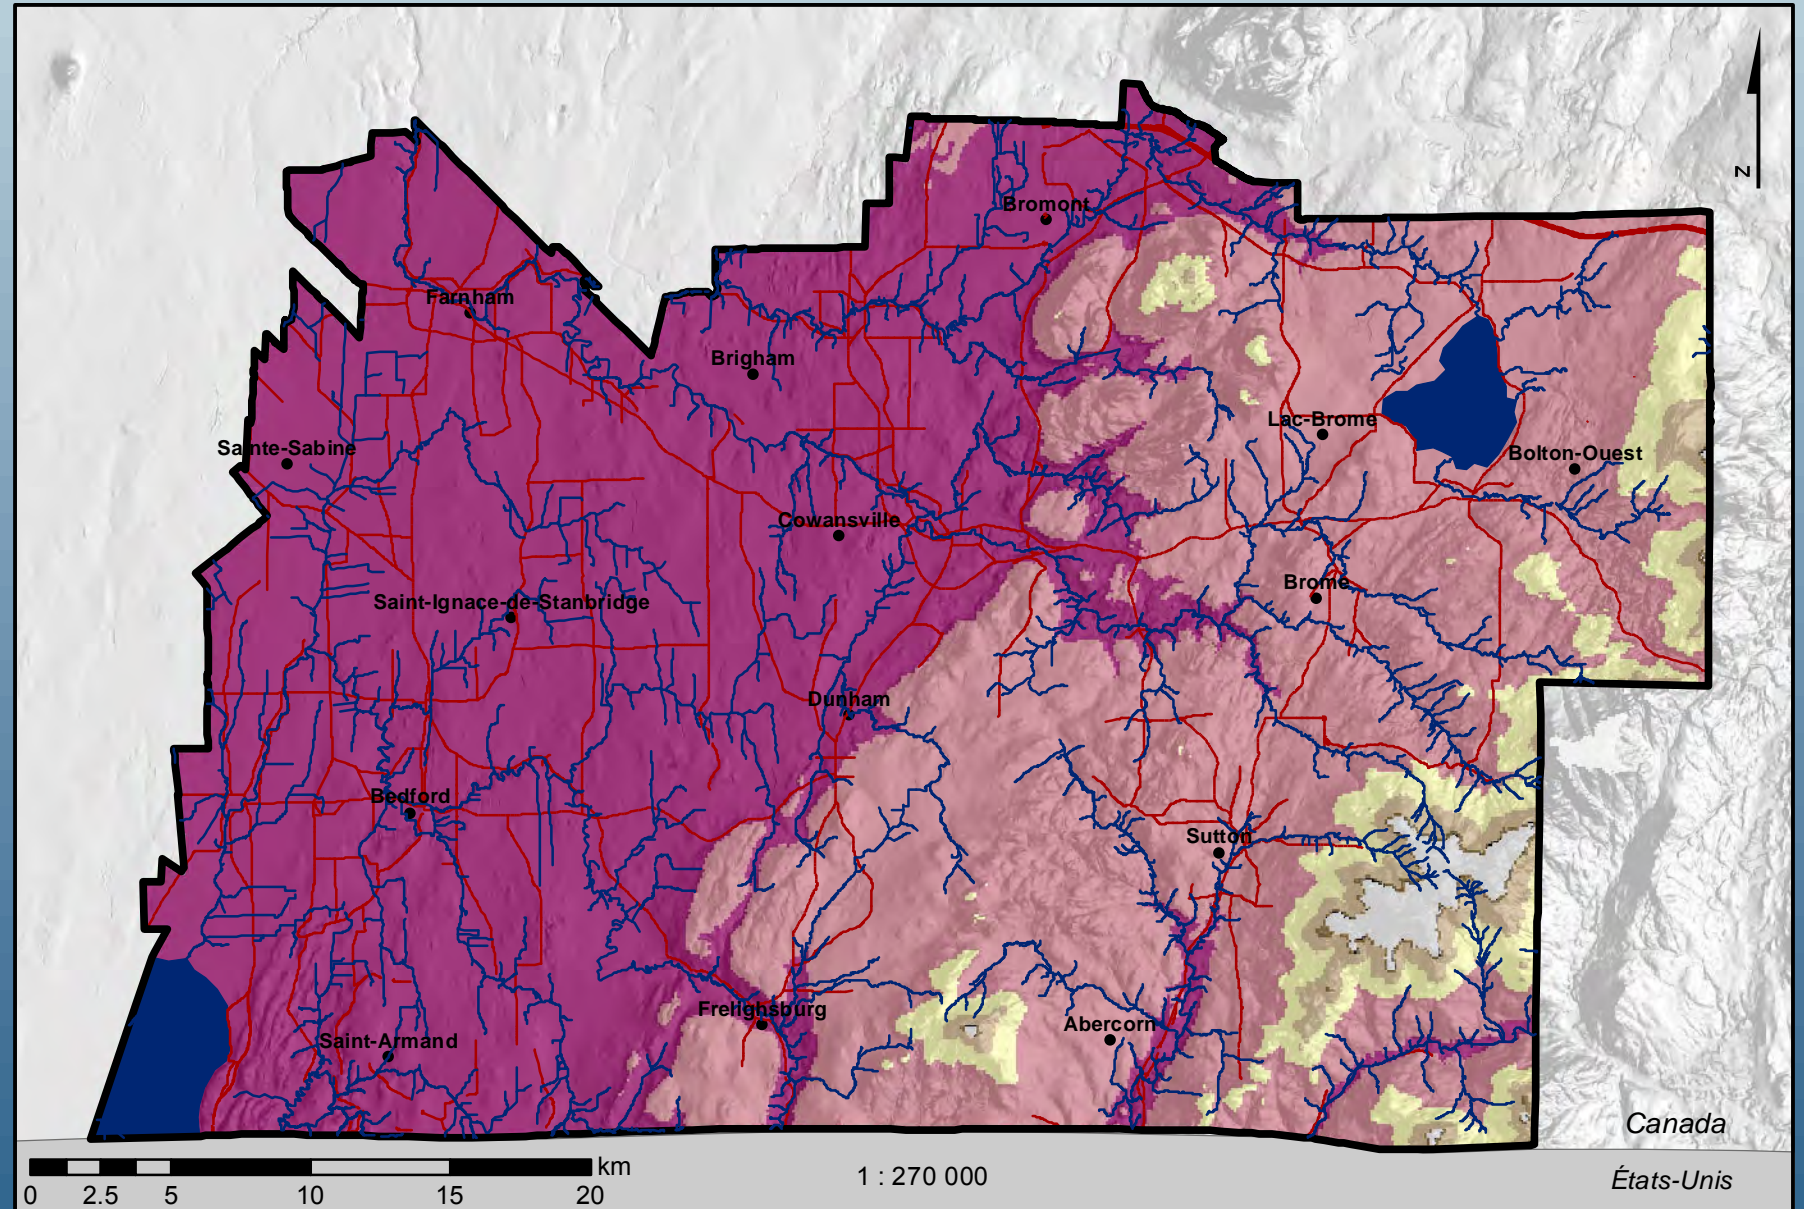 N
Bromont
Farnham
Brigham
Lac-Brome
Sainte-Sabine
Bolton-Ouest
Cowansville
Brome
Saint-Ignace-de-Stanbridge
Dunham
Bedford
Sutton
Frelighsburg
Abercorn
Saint-Armand
Canada
km
1 : 270 000
États-Unis
0 2.5 5 10 15 20